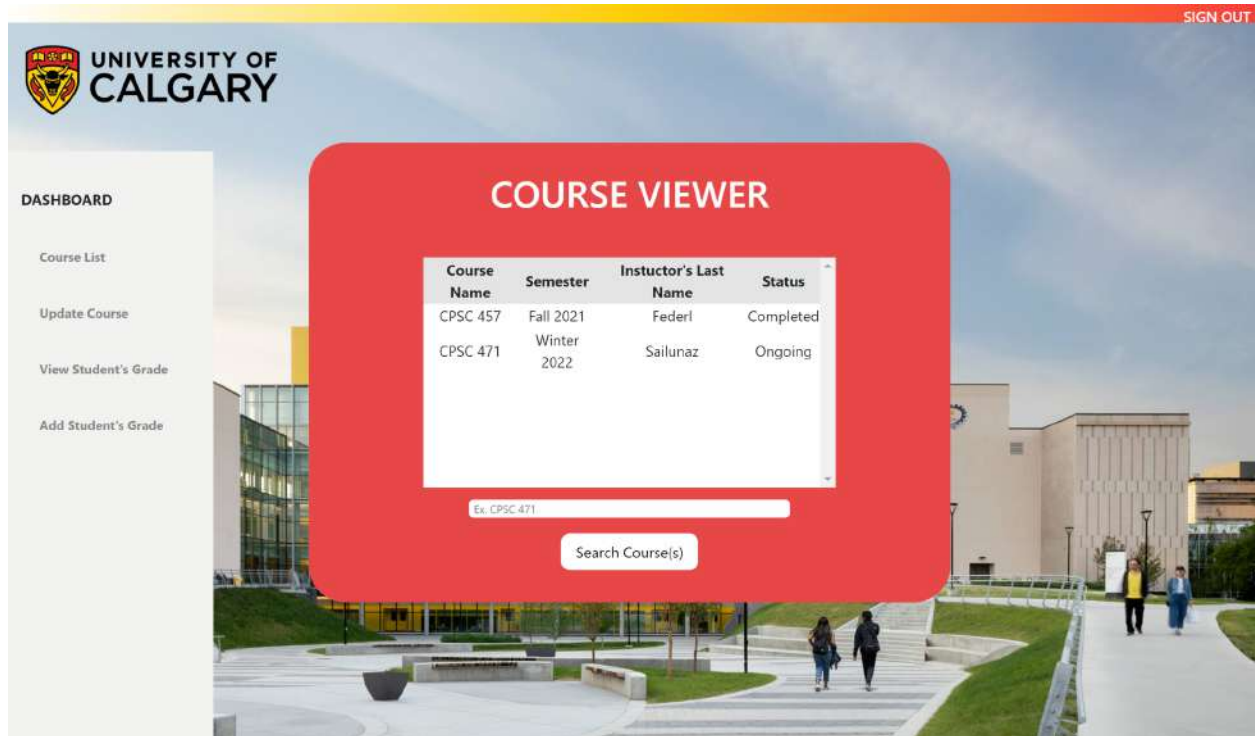 SIGN OUT
UNIVERSITY OF
CALGARY
DASHBOARD
Course List
Update Course
View Student's Grade
Add Student's Grade
COURSE VIEWER
Course Name Semester Instuctor's Last Name Status
CPSC 457 Fall 2021 Federl Completed
CPSC 471 Winter 2022 Sailunaz Ongoing
Ex. CPSC 471
Search Course(s)